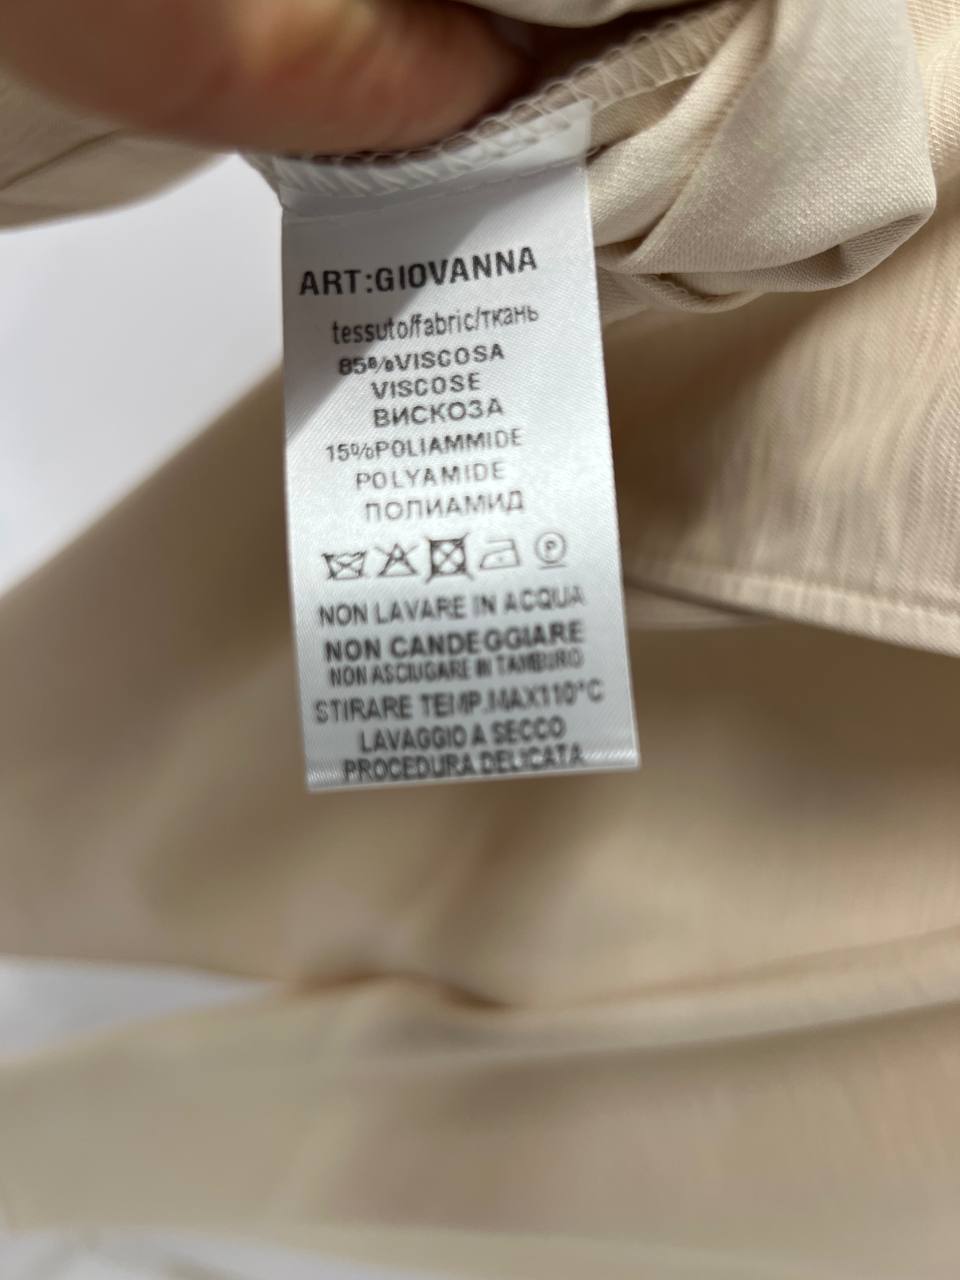 ART:GIOVANNA
tessuto/fabric/ткань
85%VISCOSA
VISCOSE
ВИСКОЗА
15%POLIAMMIDE
POLYAMIDE
ПОЛИАМИД
P
NON LAVARE IN ACQUA
NON CANDEGGIARE
NON ASCIUGARE IN TAMBURO
STIRARE TEMP.MAX110°C
LAVAGGIO A SECCO
PROCEDURA DELICATA